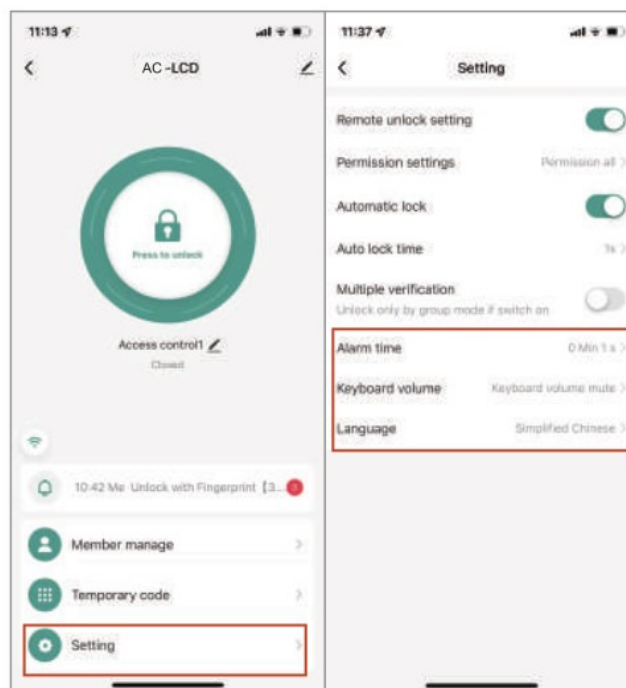 11:13
AC -LCD
Press to unlock
Access control1
Closed
10:42 Me Unlock with Fingerprint【3...
Member manage
Temporary code
Setting
11:37
Setting
Remote unlock setting
Permission settings Permission all
Automatic lock
Auto lock time 1s
Multiple verification
Unlock only by group mode if switch on
Alarm time 0 Min 1 s
Keyboard volume Keyboard volume mute
Language Simplified Chinese